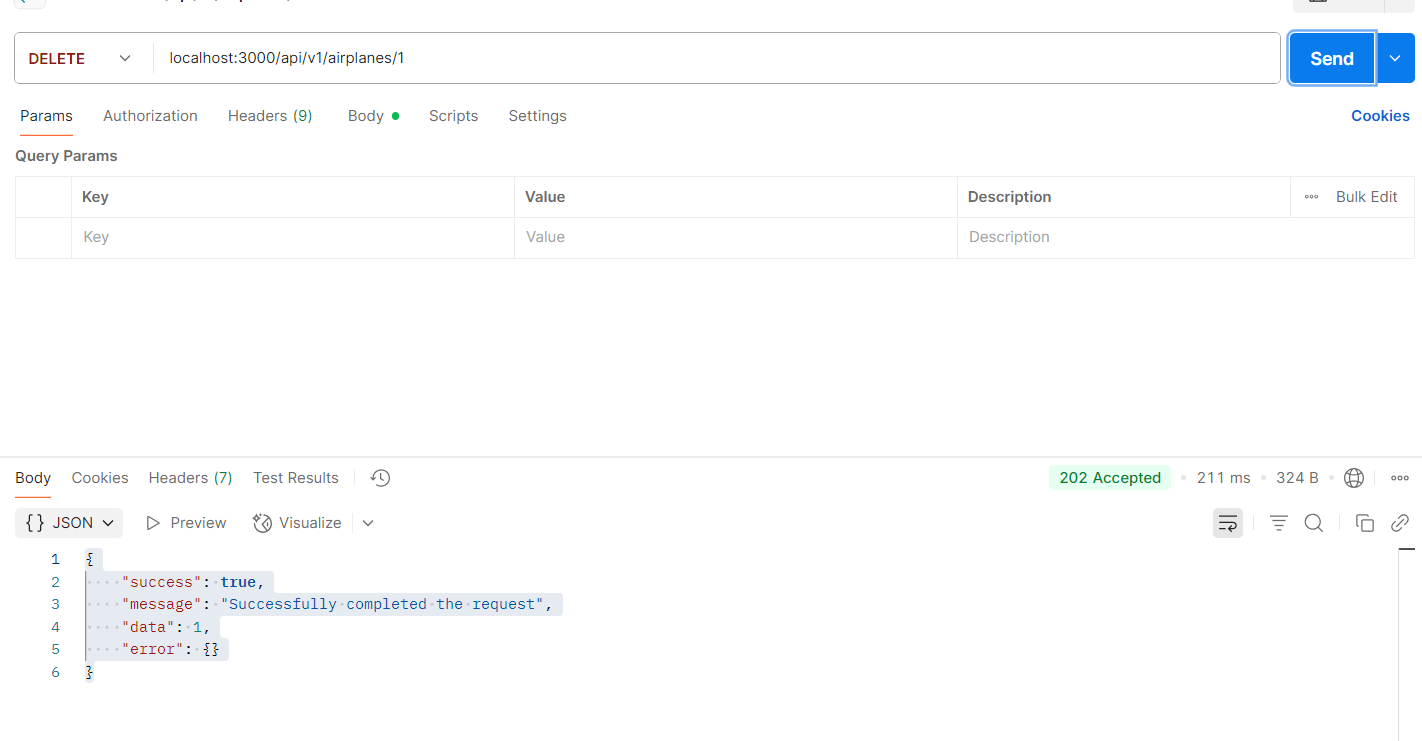 DELETE localhost:3000/api/v1/airplanes/1 Send
Params Authorization Headers (9) Body Scripts Settings Cookies
Query Params
Key Value Description Bulk Edit
Key Value Description
Body Cookies Headers (7) Test Results 202 Accepted 211 ms 324 B
{} JSON Preview Visualize
1 {
2 "success": true,
3 "message": "Successfully completed the request",
4 "data": 1,
5 "error": {}
6 }